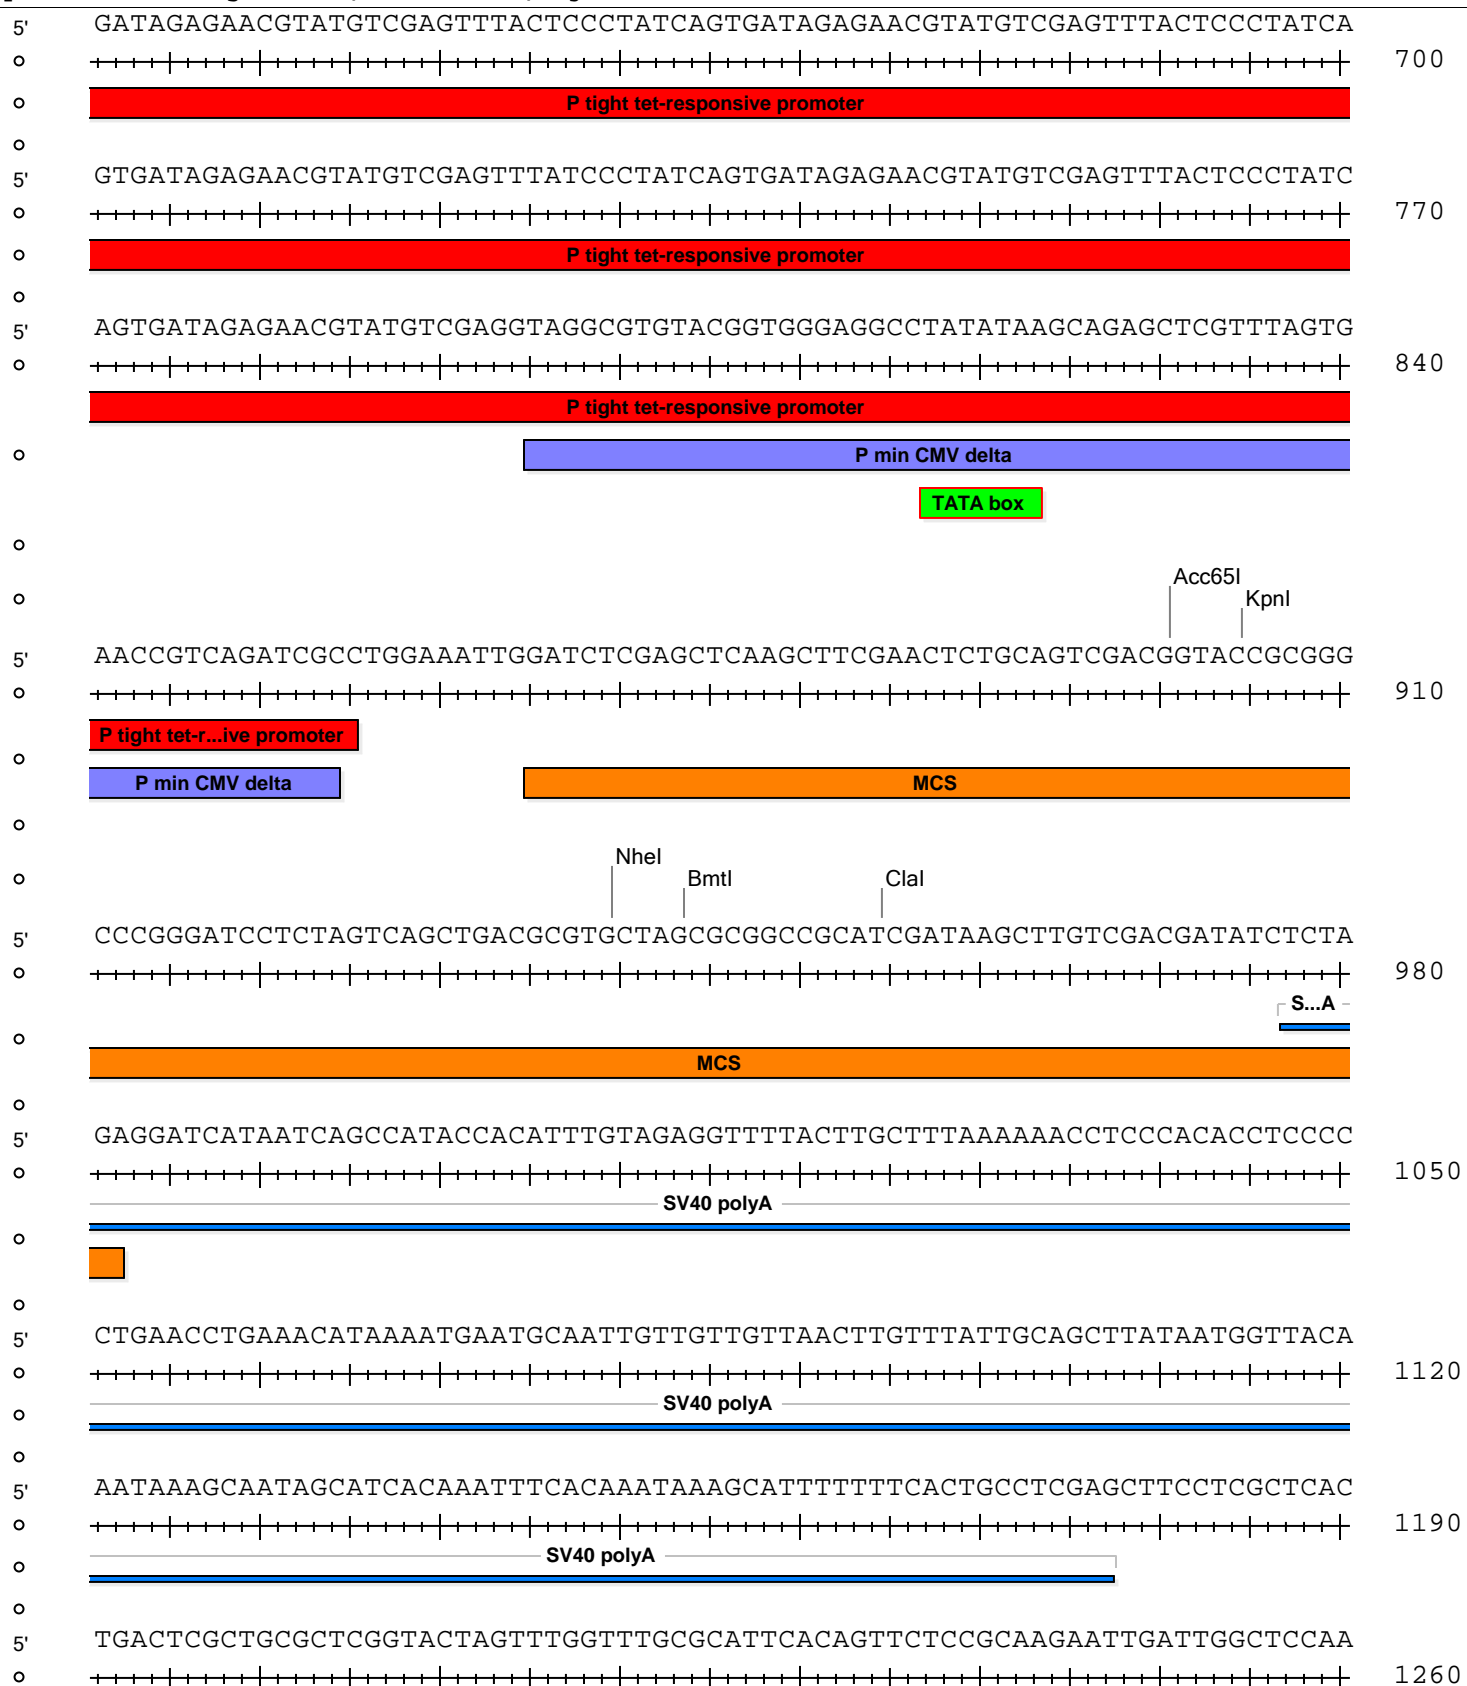 5' GATAGAGAACGTATGTCGAGTTTACTCCCTATCAGTGATAGAGAACGTATGTCGAGTTTACTCCCTATCA
700
P tight tet-responsive promoter
5' GTGATAGAGAACGTATGTCGAGTTTATCCCTATCAGTGATAGAGAACGTATGTCGAGTTTACTCCCTATC
770
P tight tet-responsive promoter
5' AGTGATAGAGAACGTATGTCGAGGTAGGCGTGTACGGTGGGAGGCCTATATAAGCAGAGCTCGTTTAGTG
840
P tight tet-responsive promoter
P min CMV delta
TATA box
Acc65I
KpnI
5' AACCGTCAGATCGCCTGGAAATTGGATCTCGAGCTCAAGCTTCGAACTCTGCAGTCGACGGTACCGCGGG
910
P tight tet-r...ive promoter
P min CMV delta MCS
NheI
BmtI ClaI
5' CCCGGGATCCTCTAGTCAGCTGACGCGTGCTAGCGCGGCCGCATCGATAAGCTTGTCGACGATATCTCTA
980
S...A
MCS
5' GAGGATCATAATCAGCCATACCACATTTGTAGAGGTTTTACTTGCTTTAAAAAACCTCCCACACCTCCCC
1050
SV40 polyA
5' CTGAACCTGAAACATAAAATGAATGCAATTGTTGTTGTTAACTTGTTTATTGCAGCTTATAATGGTTACA
1120
SV40 polyA
5' AATAAAGCAATAGCATCACAAATTTCACAAATAAAGCATTTTTTTCACTGCCTCGAGCTTCCTCGCTCAC
1190
SV40 polyA
5' TGACTCGCTGCGCTCGGTACTAGTTTGGTTTGCGCATTCACAGTTCTCCGCAAGAATTGATTGGCTCCAA
1260